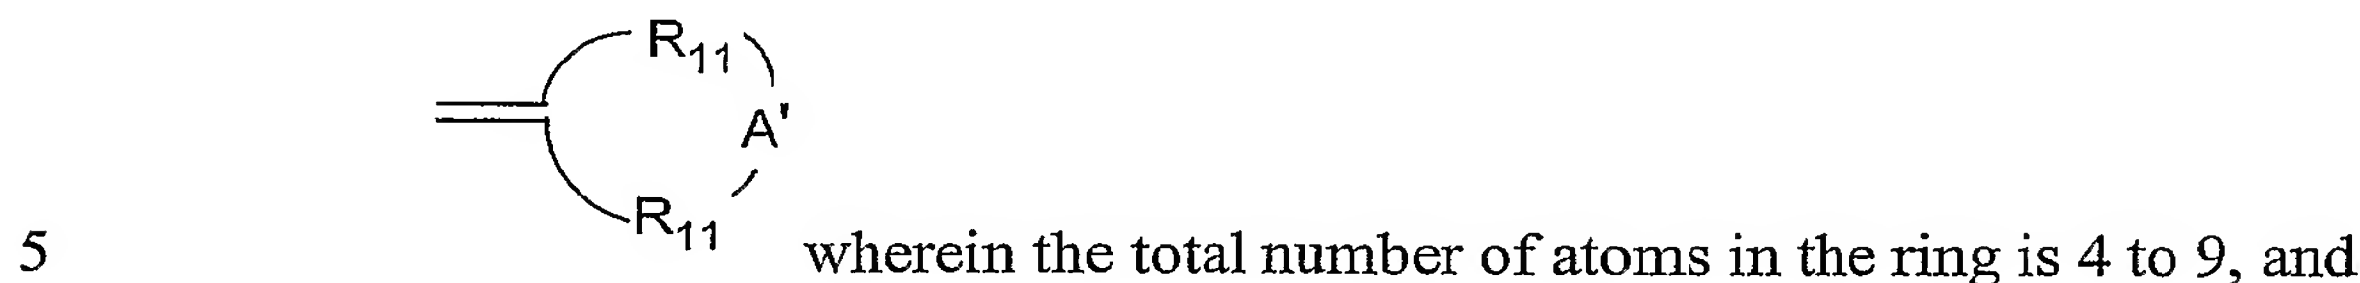 R11
A'
R11
5 wherein the total number of atoms in the ring is 4 to 9, and